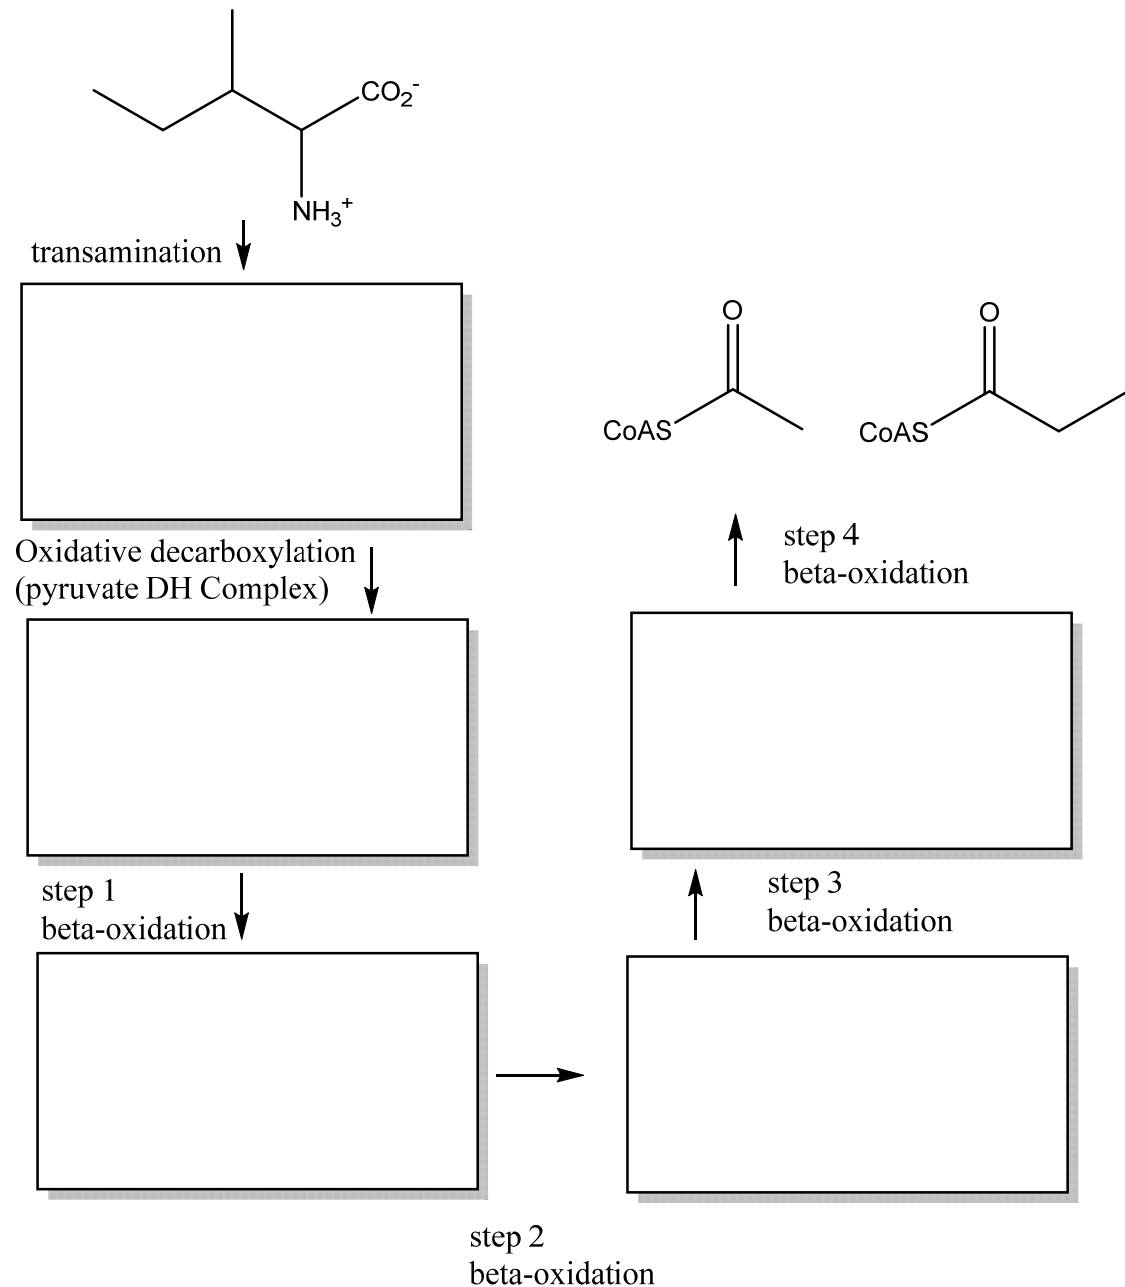 CO2-
NH3+
transamination
O
O
CoAS
CoAS
Oxidative decarboxylation
(pyruvate DH Complex)
step 4
beta-oxidation
step 1
beta-oxidation
step 3
beta-oxidation
step 2
beta-oxidation